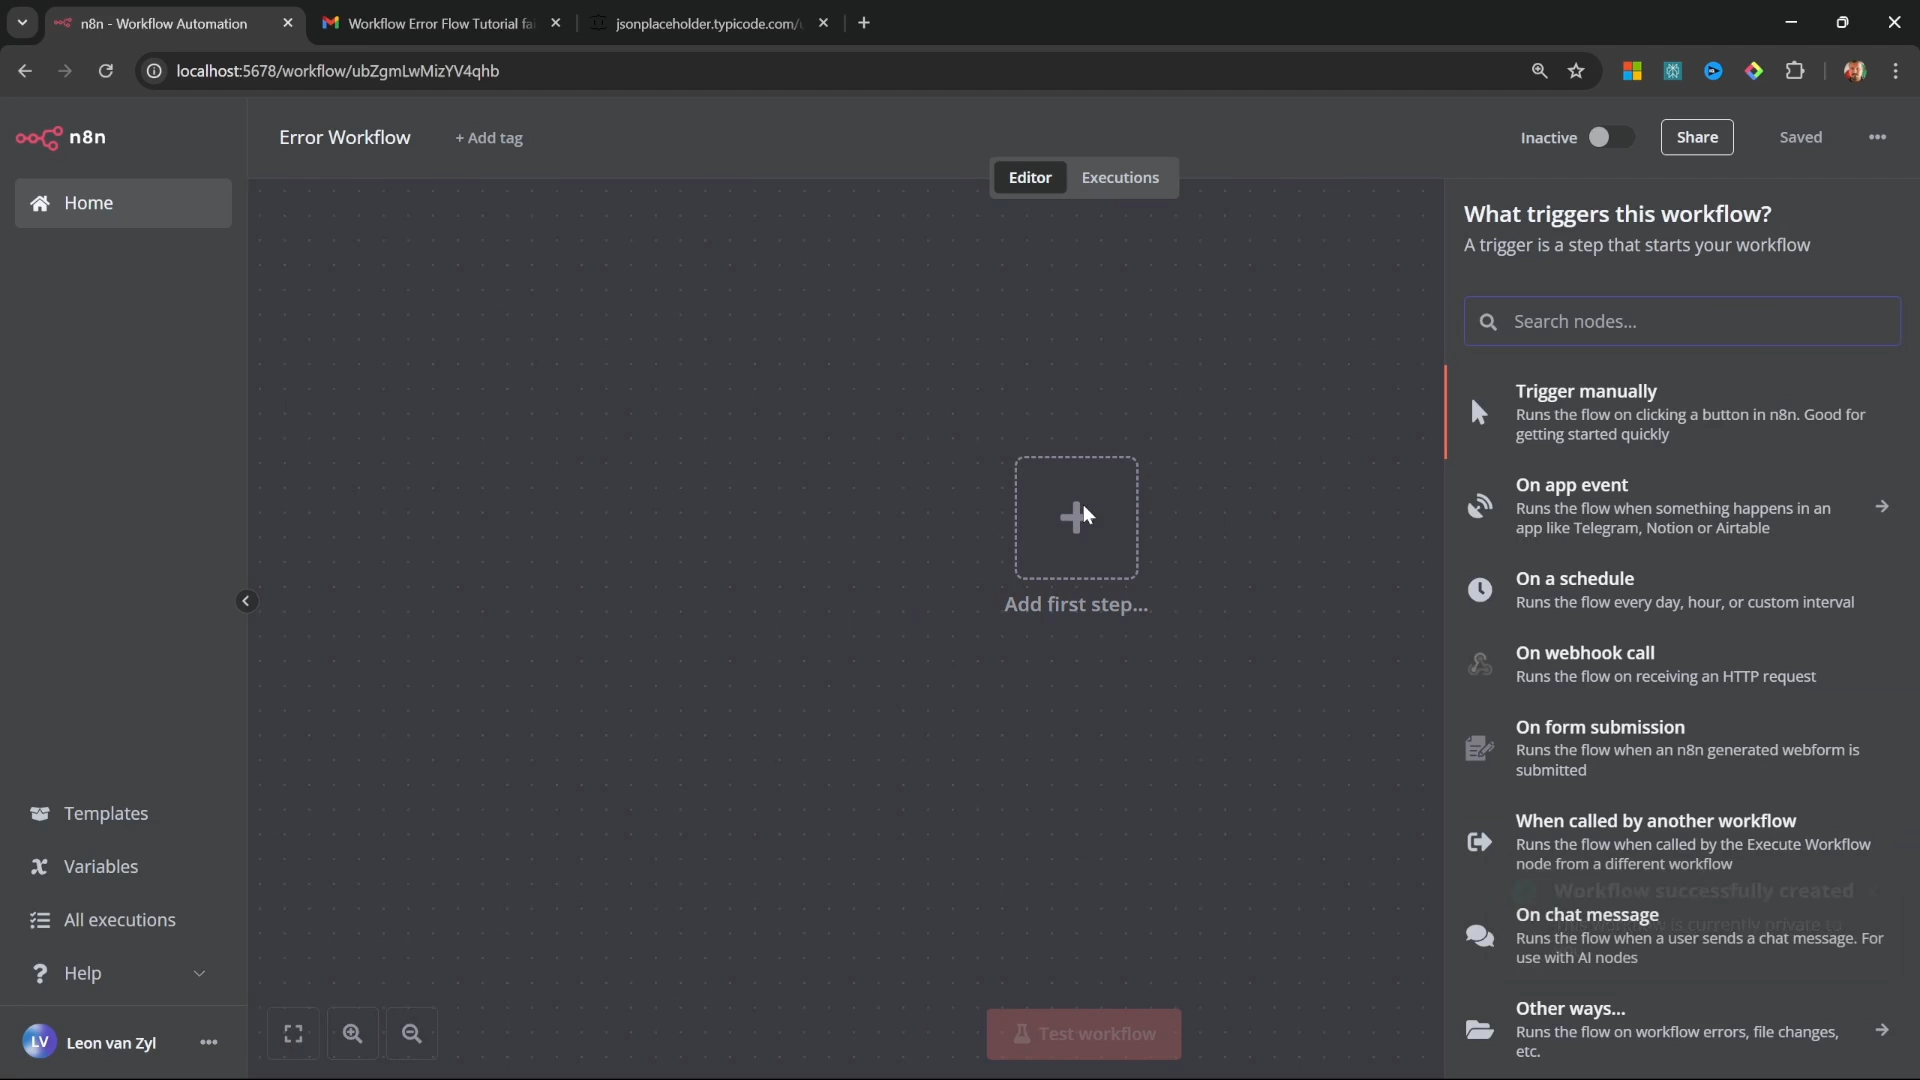 n8n - Workflow Automation
Workflow Error Flow Tutorial fai
jsonplaceholder.typicode.com/
localhost:5678/workflow/ubZgmLwMizYV4qhb
n8n
Error Workflow
+ Add tag
Inactive
Share
Saved
Home
Editor
Executions
What triggers this workflow?
A trigger is a step that starts your workflow
Search nodes...
Trigger manually
Runs the flow on clicking a button in n8n. Good for
getting started quickly
On app event
Runs the flow when something happens in an
app like Telegram, Notion or Airtable
On a schedule
Runs the flow every day, hour, or custom interval
Add first step...
On webhook call
Runs the flow on receiving an HTTP request
On form submission
Runs the flow when an n8n generated webform is
submitted
When called by another workflow
Runs the flow when called by the Execute Workflow
node from a different workflow
Workflow successfully created
is currently private to
On chat message
Runs the flow when a user sends a chat message. For
use with AI nodes
Other ways...
Runs the flow on workflow errors, file changes,
etc.
Templates
Variables
All executions
Help
LV
Leon van Zyl
Test workflow